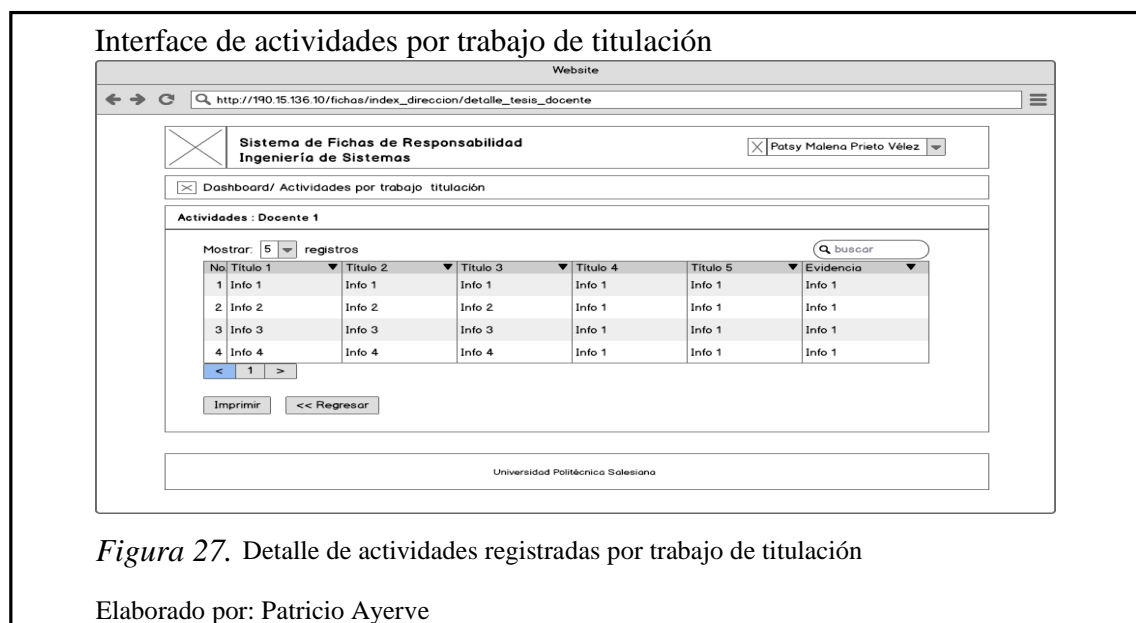 Interface de actividades por trabajo de titulación
Website
http://190.15.136.10/fichas/index_direccion/detalle_tesis_docente
Sistema de Fichas de Responsabilidad
Ingeniería de Sistemas
Patsy Malena Prieto Vélez
Dashboard/ Actividades por trabajo titulación
Actividades : Docente 1
Mostrar: 5 registros
buscar
No. Título 1 Título 2 Título 3 Título 4 Título 5 Evidencia
1 Info 1 Info 1 Info 1 Info 1 Info 1 Info 1
2 Info 2 Info 2 Info 2 Info 1 Info 1 Info 1
3 Info 3 Info 3 Info 3 Info 1 Info 1 Info 1
4 Info 4 Info 4 Info 4 Info 1 Info 1 Info 1
< 1 >
Imprimir << Regresar
Universidad Politécnica Salesiana
Figura 27. Detalle de actividades registradas por trabajo de titulación
Elaborado por: Patricio Ayerve